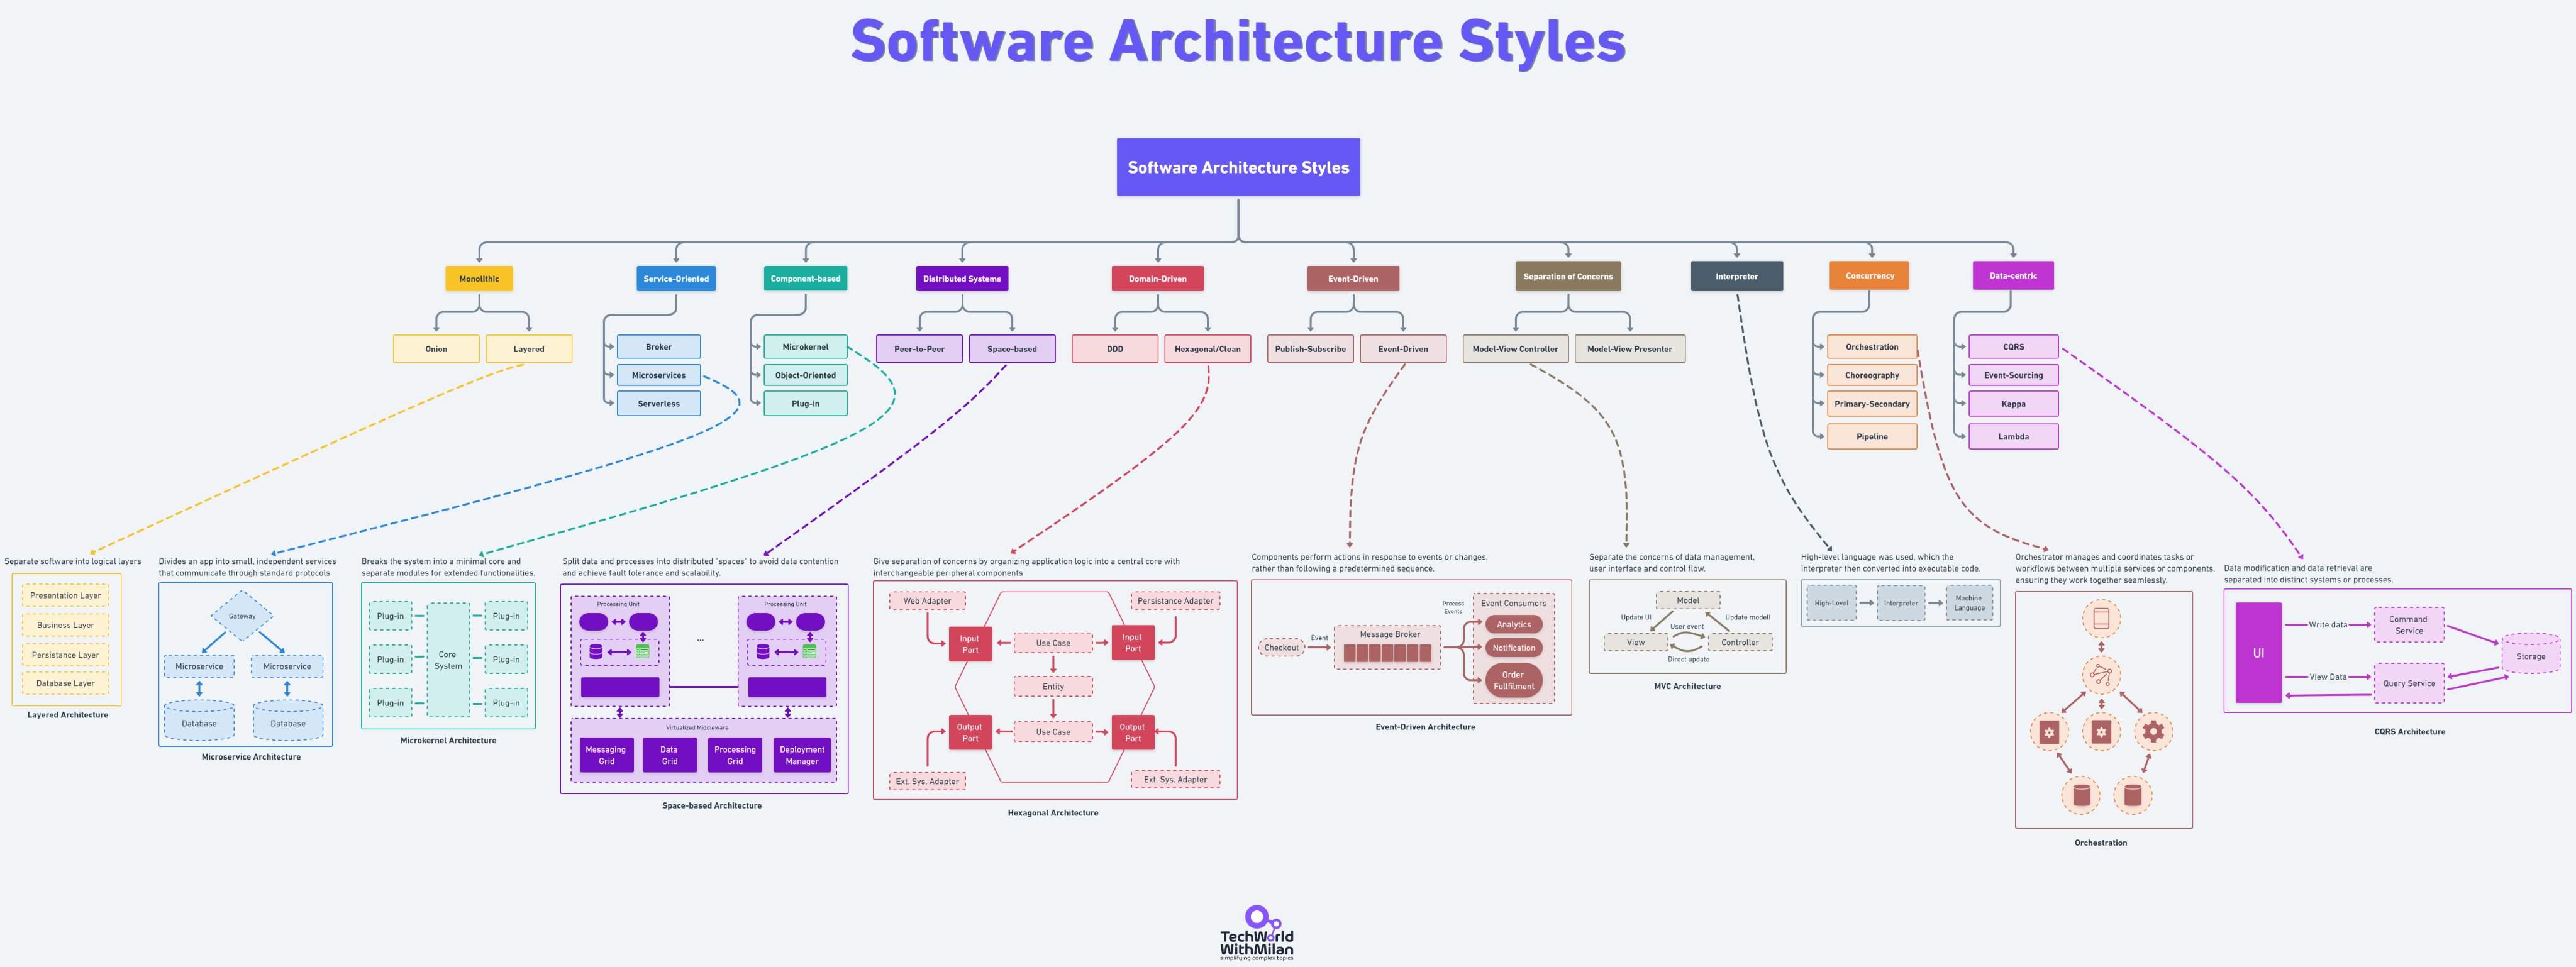 Software Architecture Styles
Software Architecture Styles
Monolithic
Service-Oriented
Component-based
Distributed Systems
Domain-Driven
Event-Driven
Separation of Concerns
Interpreter
Concurrency
Data-centric
Onion
Layered
Broker
Microservices
Serverless
Microkernel
Object-Oriented
Plug-in
Peer-to-Peer
Space-based
DDD
Hexagonal/Clean
Publish-Subscribe
Event-Driven
Model-View Controller
Model-View Presenter
Orchestration
Choreography
Primary-Secondary
Pipeline
CQRS
Event-Sourcing
Kappa
Lambda
Separate software into logical layers
Presentation Layer
Business Layer
Persistance Layer
Database Layer
Layered Architecture
Divides an app into small, independent services
that communicate through standard protocols
Gateway
Microservice
Microservice
Database
Database
Microservice Architecture
Breaks the system into a minimal core and
separate modules for extended functionalities.
Plug-in
Plug-in
Plug-in
Core
System
Plug-in
Plug-in
Plug-in
Microkernel Architecture
Split data and processes into distributed "spaces" to avoid data contention
and achieve fault tolerance and scalability.
Processing Unit
...
Processing Unit
Virtualized Middleware
Messaging
Grid
Data
Grid
Processing
Grid
Deployment
Manager
Space-based Architecture
Give separation of concerns by organizing application logic into a central core with
interchangeable peripheral components
Web Adapter
Persistance Adapter
Input
Port
Use Case
Input
Port
Entity
Output
Port
Use Case
Output
Port
Ext. Sys. Adapter
Ext. Sys. Adapter
Hexagonal Architecture
Components perform actions in response to events or changes,
rather than following a predetermined sequence.
Checkout
Event
Message Broker
Process
Events
Event Consumers
Analytics
Notification
Order
Fullfilment
Event-Driven Architecture
Separate the concerns of data management,
user interface and control flow.
Model
Update UI
Update modell
User event
View
Controller
Direct update
MVC Architecture
High-level language was used, which the
interpreter then converted into executable code.
High-Level
Interpreter
Machine
Language
Orchestrator manages and coordinates tasks or
workflows between multiple services or components,
ensuring they work together seamlessly.
Orchestration
Data modification and data retrieval are
separated into distinct systems or processes.
UI
Write data
Command
Service
Storage
View Data
Query Service
CQRS Architecture
TechWorld
WithMilan
simplifying complex topics